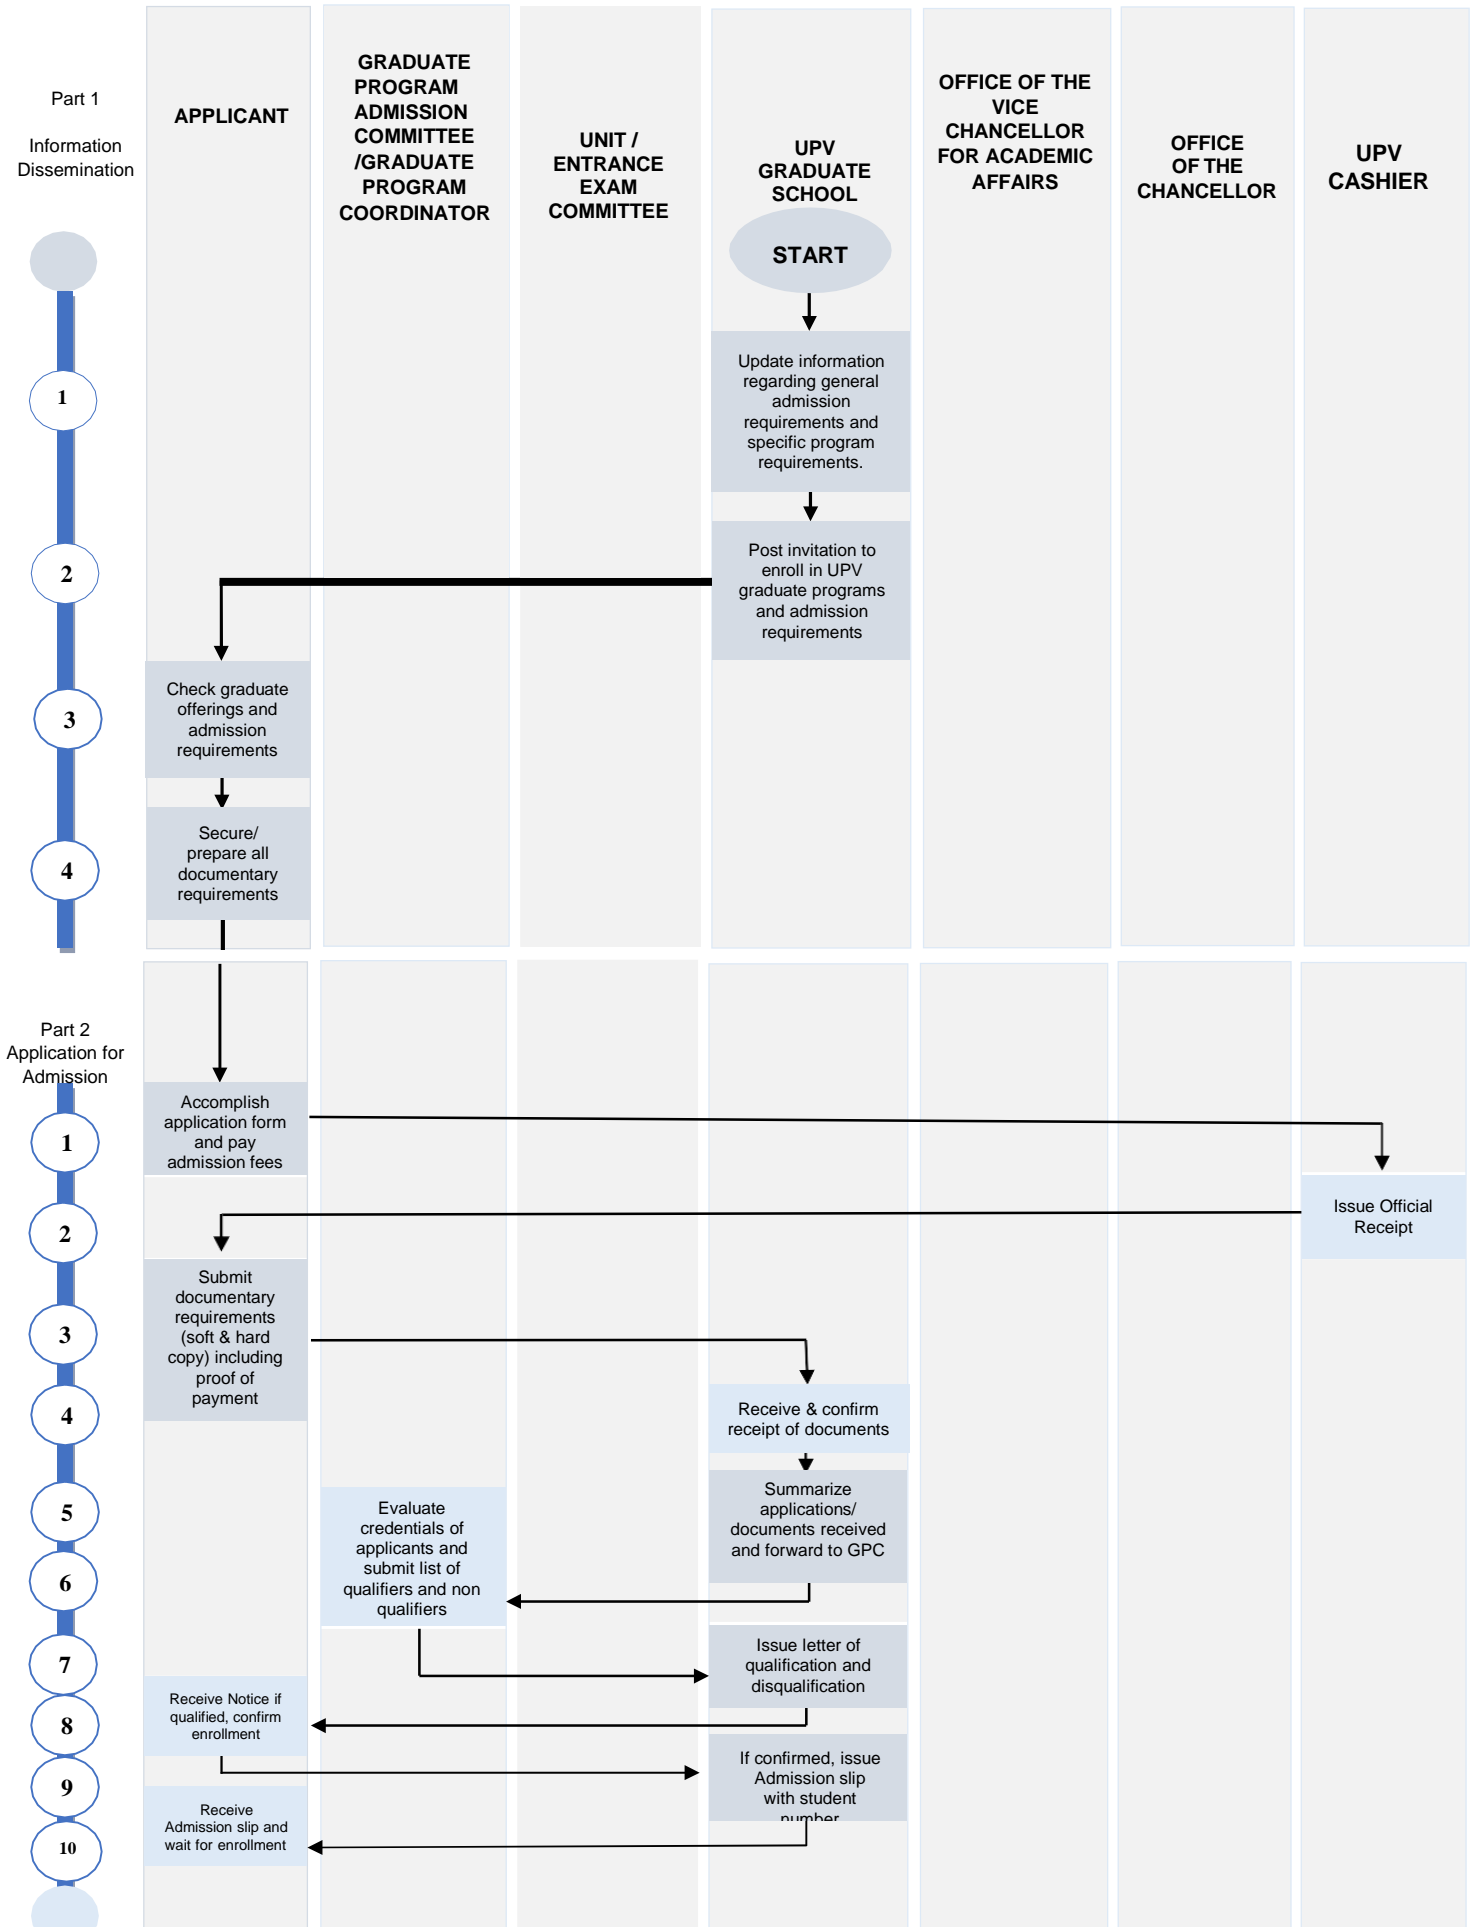 Part 1
Information
Dissemination
APPLICANT
GRADUATE
PROGRAM
ADMISSION
COMMITTEE
/GRADUATE
PROGRAM
COORDINATOR
UNIT /
ENTRANCE
EXAM
COMMITTEE
UPV
GRADUATE
SCHOOL
OFFICE OF THE
VICE
CHANCELLOR
FOR ACADEMIC
AFFAIRS
OFFICE
OF THE
CHANCELLOR
UPV
CASHIER
START
1
Update information
regarding general
admission
requirements and
specific program
requirements.
2
Post invitation to
enroll in UPV
graduate programs
and admission
requirements
3
Check graduate
offerings and
admission
requirements
4
Secure/
prepare all
documentary
requirements
Part 2
Application for
Admission
1
Accomplish
application form
and pay
admission fees
2
Issue Official
Receipt
3
Submit
documentary
requirements
(soft & hard
copy) including
proof of
payment
4
Receive & confirm
receipt of documents
5
Summarize
applications/
documents received
and forward to GPC
6
Evaluate
credentials of
applicants and
submit list of
qualifiers and non
qualifiers
7
Issue letter of
qualification and
disqualification
8
Receive Notice if
qualified, confirm
enrollment
9
If confirmed, issue
Admission slip
with student
number
10
Receive
Admission slip and
wait for enrollment